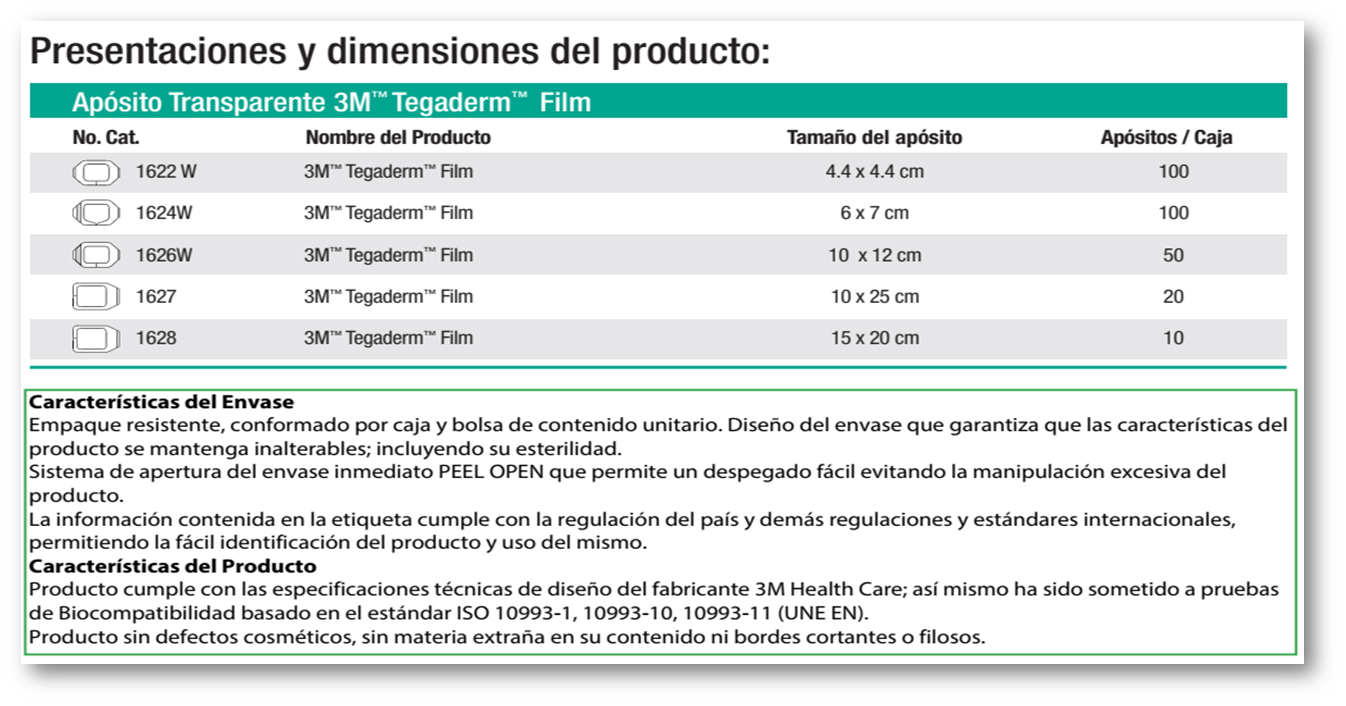 Presentaciones y dimensiones del producto:
Apósito Transparente 3M™ Tegaderm™ Film
No. Cat. Nombre del Producto Tamaño del apósito Apósitos / Caja
1622 W 3M™ Tegaderm™ Film 4.4 x 4.4 cm 100
1624W 3M™ Tegaderm™ Film 6 x 7 cm 100
1626W 3M™ Tegaderm™ Film 10 x 12 cm 50
1627 3M™ Tegaderm™ Film 10 x 25 cm 20
1628 3M™ Tegaderm™ Film 15 x 20 cm 10
Características del Envase
Empaque resistente, conformado por caja y bolsa de contenido unitario. Diseño del envase que garantiza que las características del
producto se mantenga inalterables; incluyendo su esterilidad.
Sistema de apertura del envase inmediato PEEL OPEN que permite un despegado fácil evitando la manipulación excesiva del
producto.
La información contenida en la etiqueta cumple con la regulación del país y demás regulaciones y estándares internacionales,
permitiendo la fácil identificación del producto y uso del mismo.
Características del Producto
Producto cumple con las especificaciones técnicas de diseño del fabricante 3M Health Care; así mismo ha sido sometido a pruebas
de Biocompatibilidad basado en el estándar ISO 10993-1, 10993-10, 10993-11 (UNE EN).
Producto sin defectos cosméticos, sin materia extraña en su contenido ni bordes cortantes o filosos.